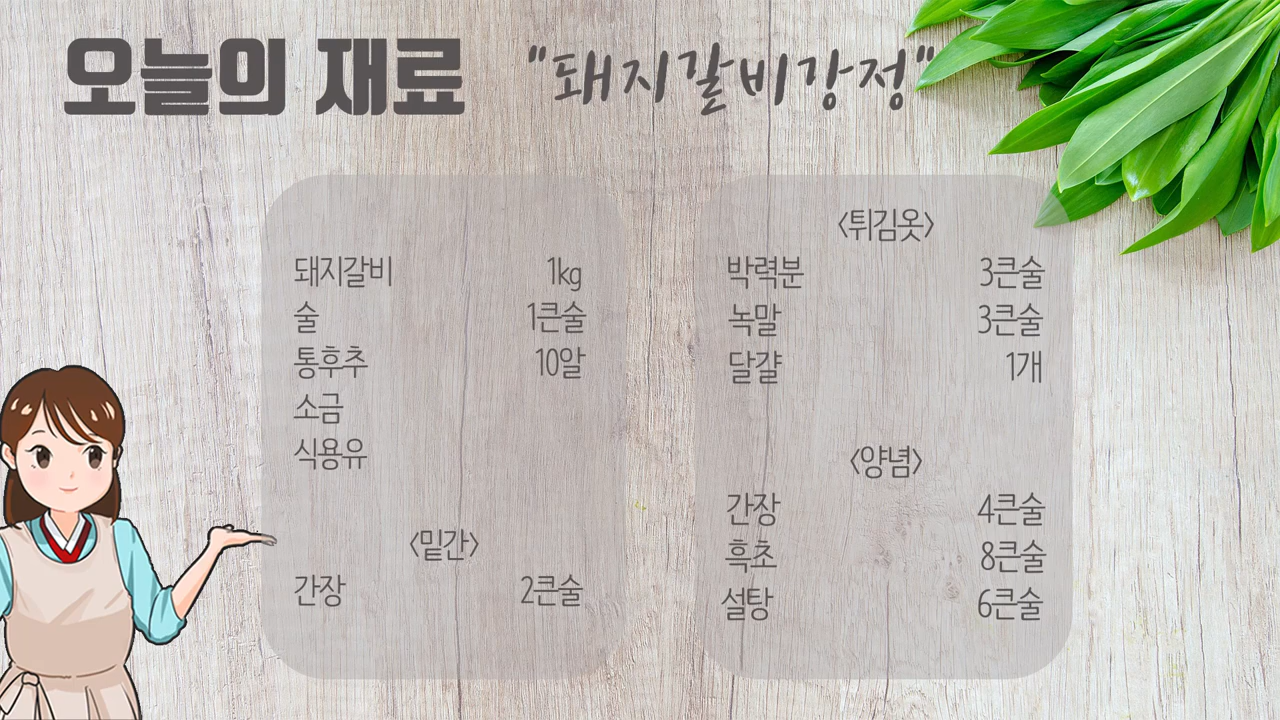 오늘의 재료 "돼지갈비강정"
돼지갈비 1kg
술 1큰술
통후추 10알
소금
식용유
〈밑간〉
간장 2큰술
〈튀김옷〉
박력분 3큰술
녹말 3큰술
달걀 1개
〈양념〉
간장 4큰술
흑초 8큰술
설탕 6큰술